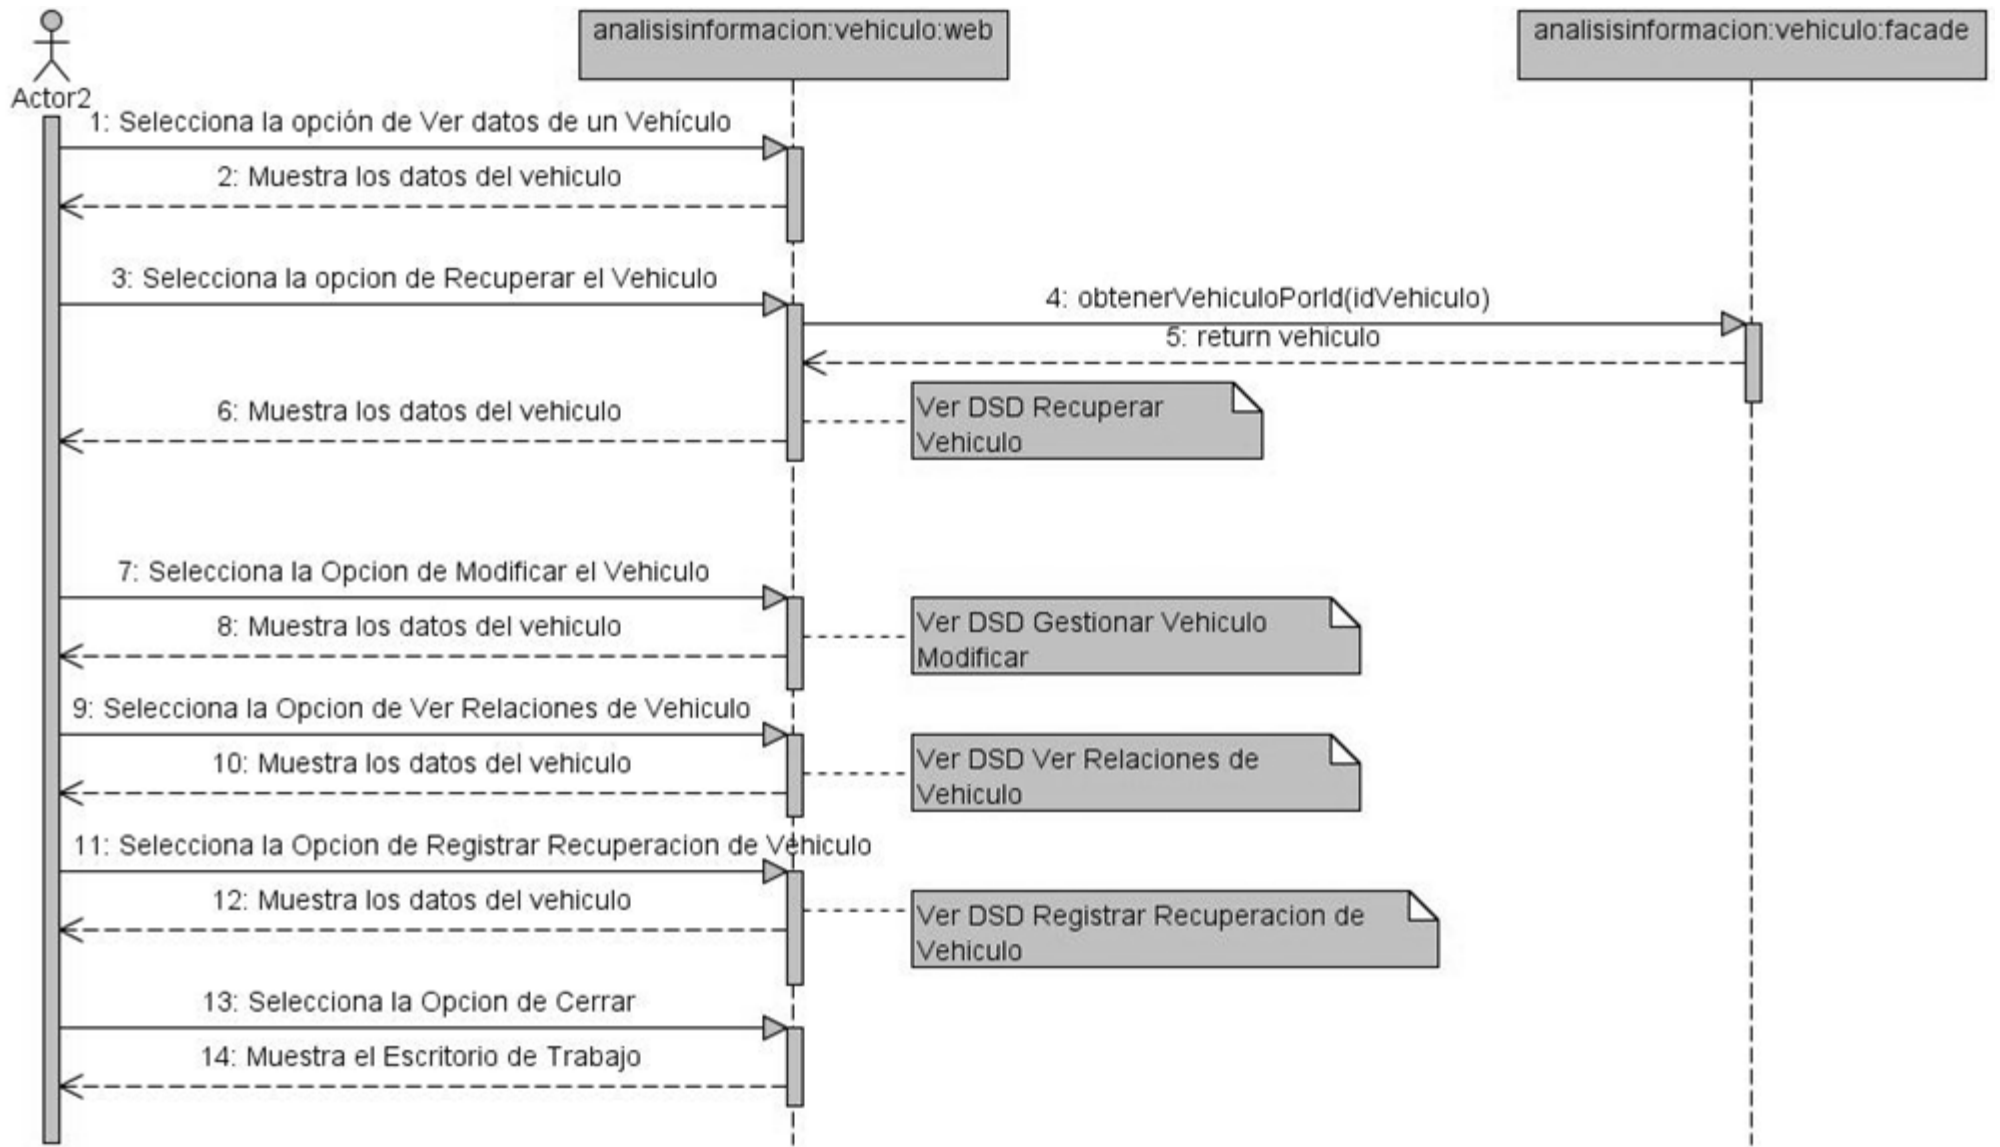 analisisinformacion:vehiculo:web
analisisinformacion:vehiculo:facade
Actor2
1: Selecciona la opción de Ver datos de un Vehículo
2: Muestra los datos del vehiculo
3: Selecciona la opcion de Recuperar el Vehiculo
4: obtenerVehiculoPorId(idVehiculo)
5: return vehiculo
6: Muestra los datos del vehiculo
Ver DSD Recuperar
Vehiculo
7: Selecciona la Opcion de Modificar el Vehiculo
8: Muestra los datos del vehiculo
Ver DSD Gestionar Vehiculo
Modificar
9: Selecciona la Opcion de Ver Relaciones de Vehiculo
10: Muestra los datos del vehiculo
Ver DSD Ver Relaciones de
Vehiculo
11: Selecciona la Opcion de Registrar Recuperacion de Vehiculo
12: Muestra los datos del vehiculo
Ver DSD Registrar Recuperacion de
Vehiculo
13: Selecciona la Opcion de Cerrar
14: Muestra el Escritorio de Trabajo